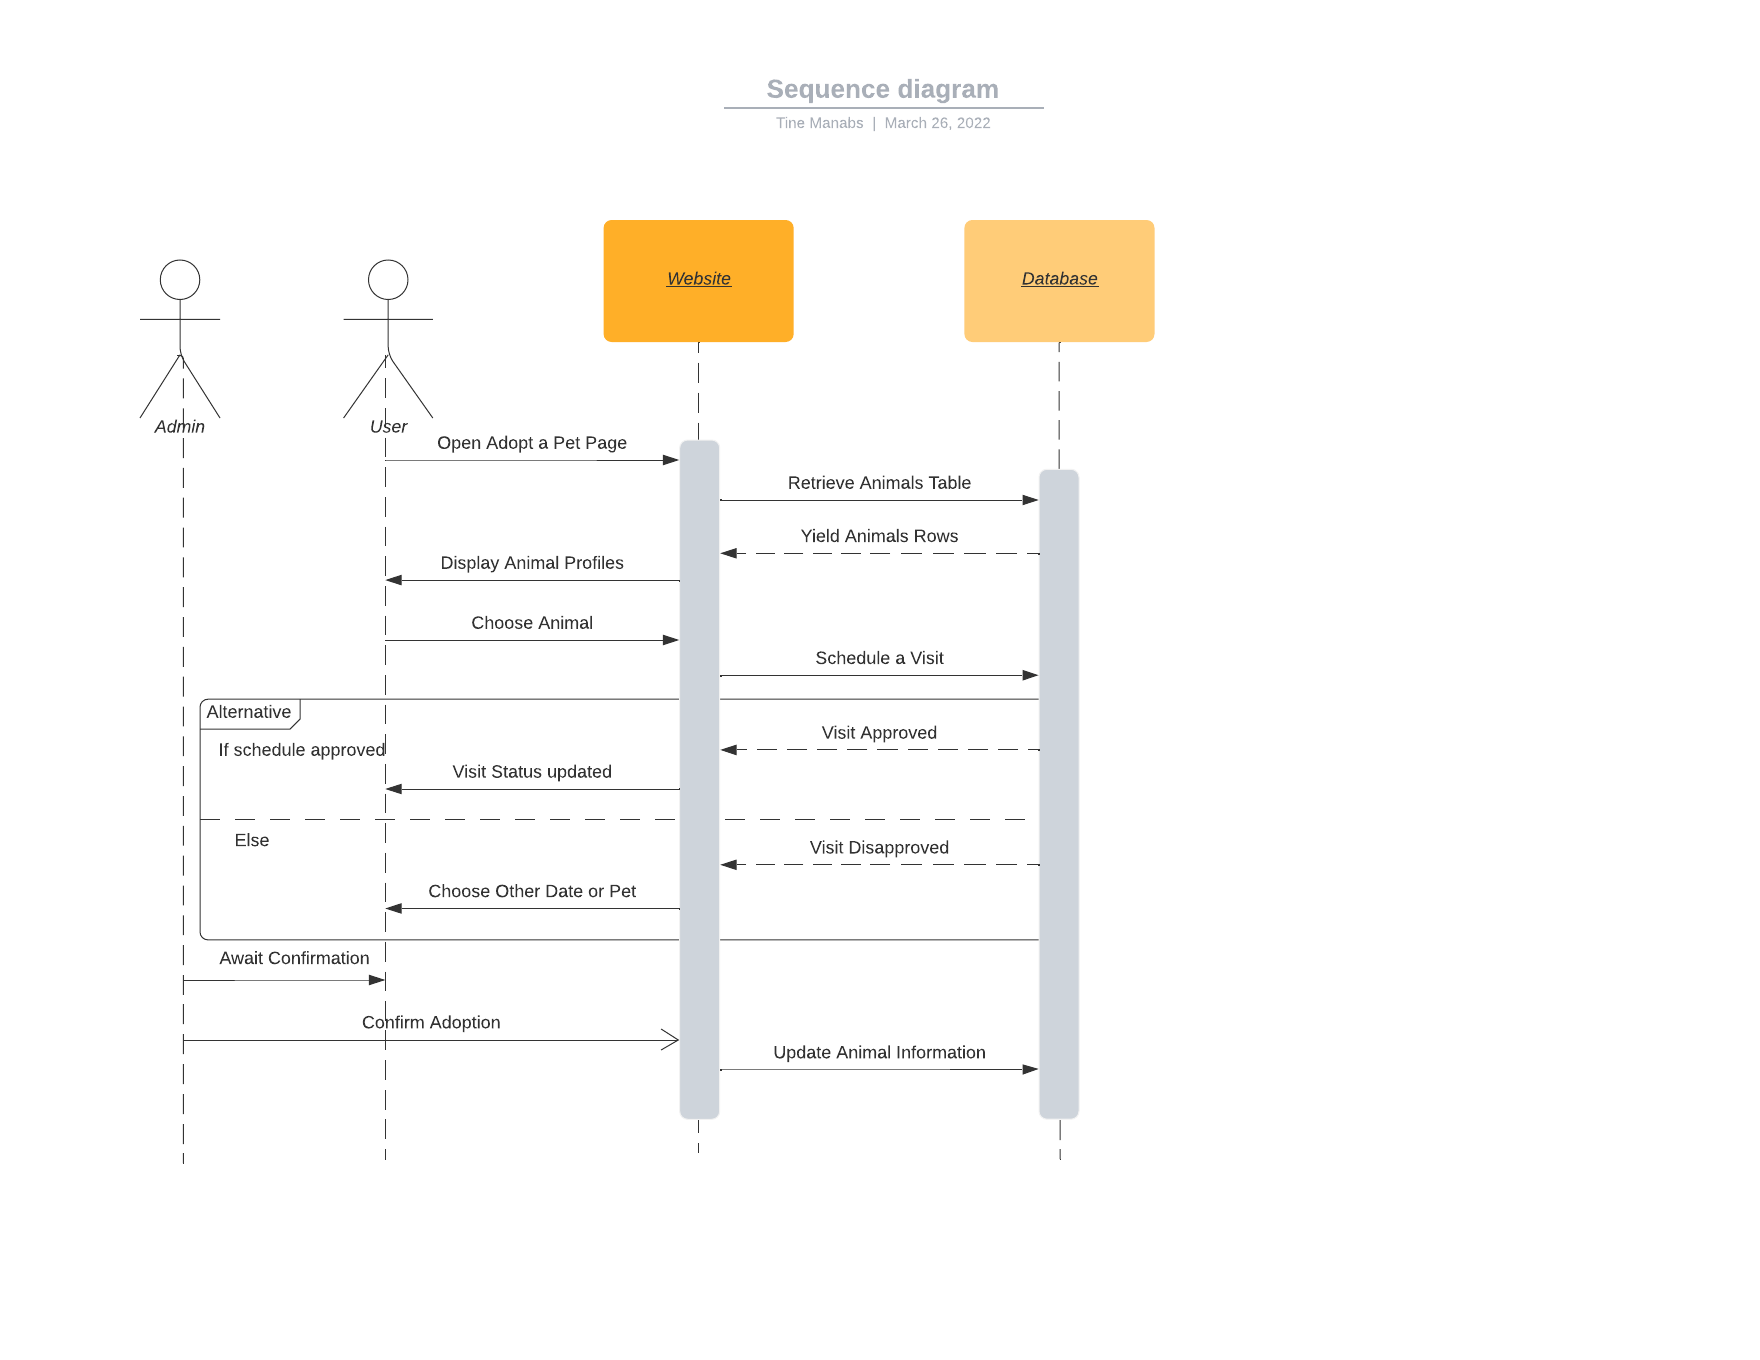 Sequence diagram
Tine Manabs | March 26, 2022
Website
Database
Admin
User
Open Adopt a Pet Page
Retrieve Animals Table
Yield Animals Rows
Display Animal Profiles
Choose Animal
Schedule a Visit
Alternative
Visit Approved
If schedule approved
Visit Status updated
Else
Visit Disapproved
Choose Other Date or Pet
Await Confirmation
Confirm Adoption
Update Animal Information